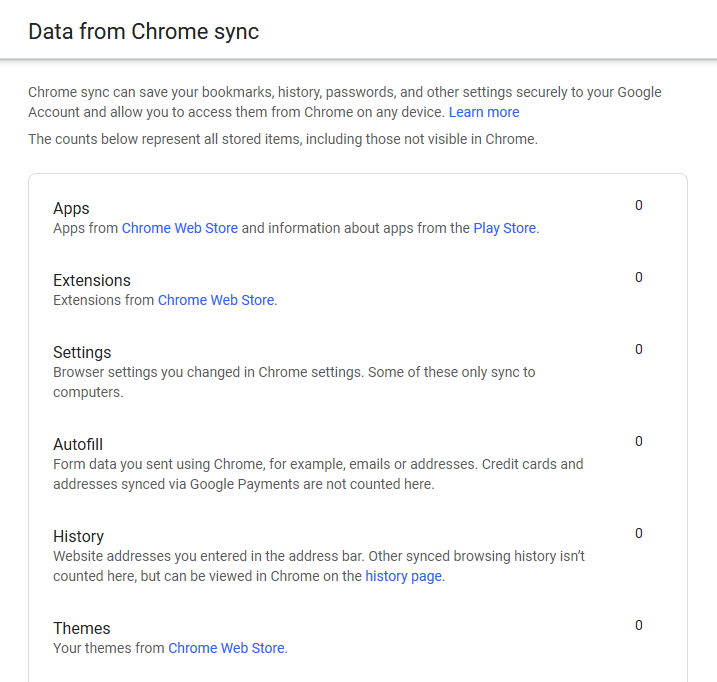 Data from Chrome sync
Chrome sync can save your bookmarks, history, passwords, and other settings securely to your Google
Account and allow you to access them from Chrome on any device. Learn more
The counts below represent all stored items, including those not visible in Chrome.
Apps 0
Apps from Chrome Web Store and information about apps from the Play Store.
Extensions 0
Extensions from Chrome Web Store.
Settings 0
Browser settings you changed in Chrome settings. Some of these only sync to
computers.
Autofill 0
Form data you sent using Chrome, for example, emails or addresses. Credit cards and
addresses synced via Google Payments are not counted here.
History 0
Website addresses you entered in the address bar. Other synced browsing history isn’t
counted here, but can be viewed in Chrome on the history page.
Themes 0
Your themes from Chrome Web Store.